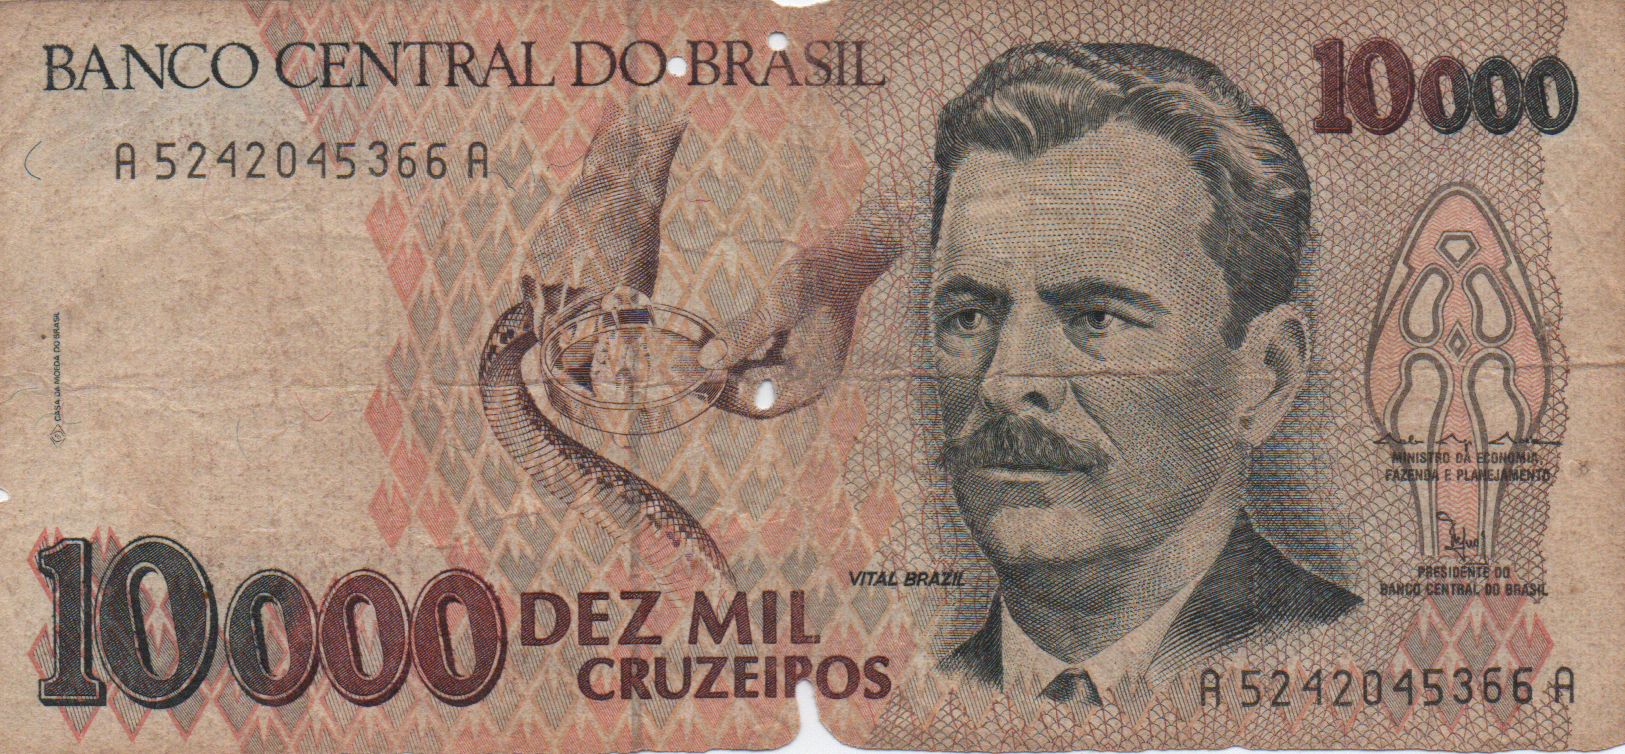 BANCO CENTRAL DO BRASIL
10000
A 5242045366 A
CASA DA MOEDA DO BRASIL
MINISTRO DA ECONOMIA,
FAZENDA E PLANEJAMENTO
PRESIDENTE DO
BANCO CENTRAL DO BRASIL
VITAL BRAZIL
10000
DEZ MIL
CRUZEIROS
A 5242045366 A